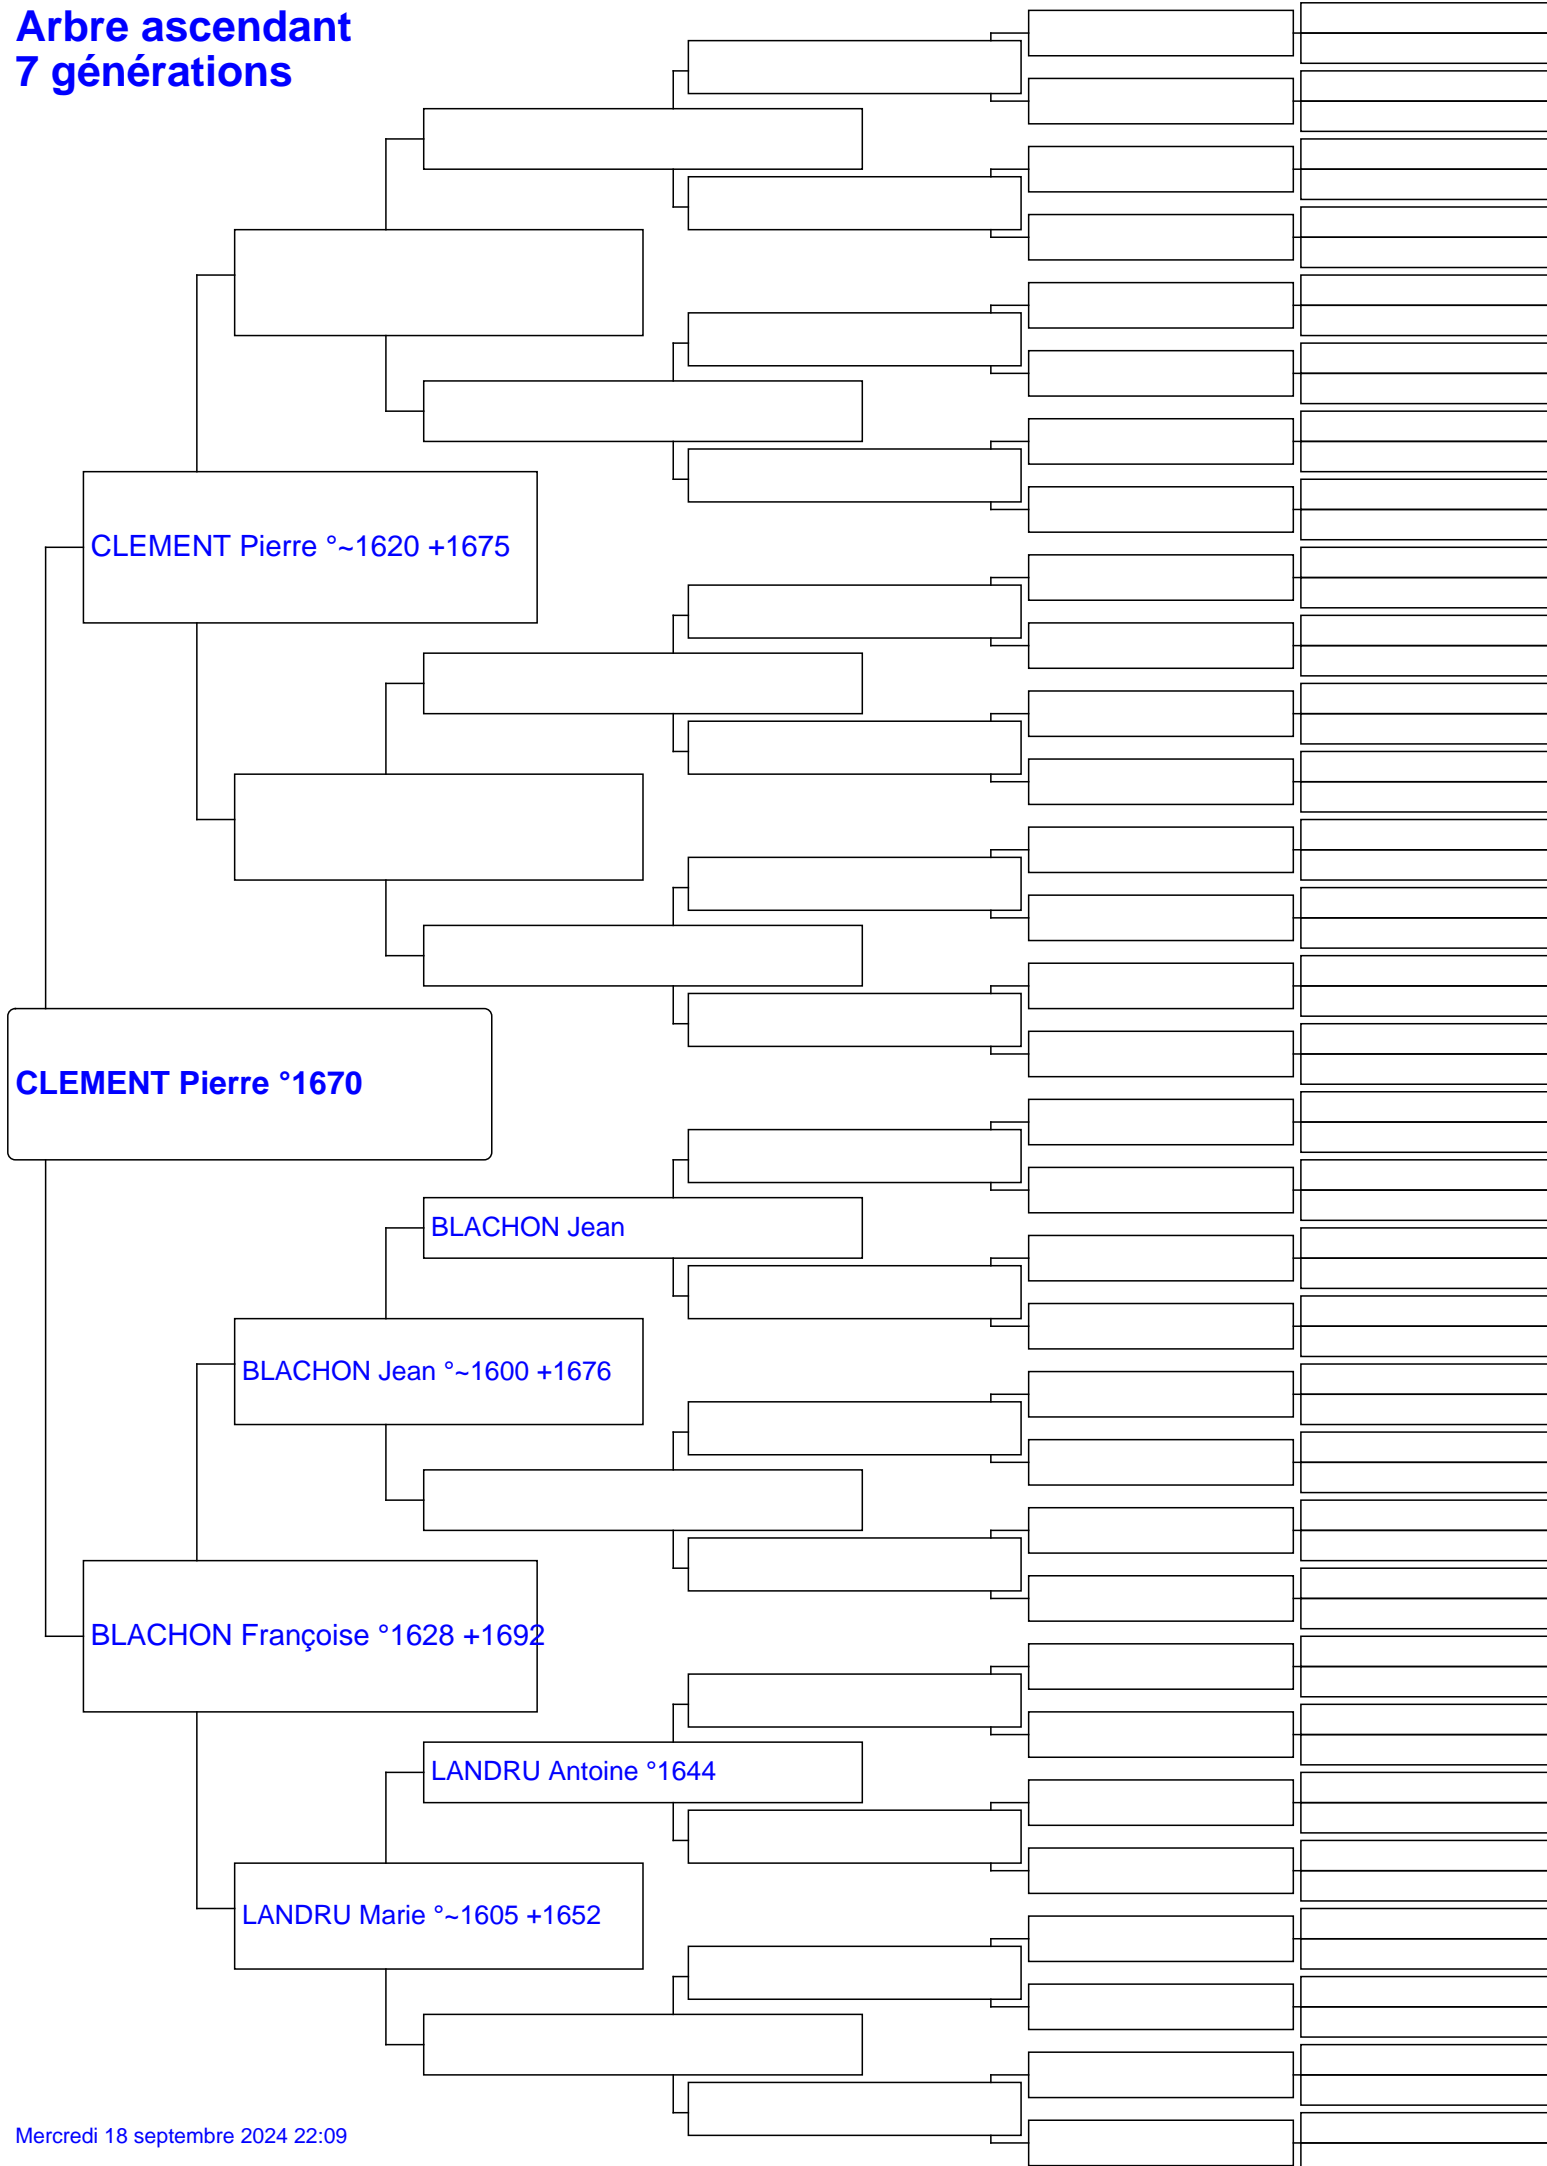 Arbre ascendant
7 générations
CLEMENT Pierre °~1620 +1675
CLEMENT Pierre °1670
BLACHON Jean
BLACHON Jean °~1600 +1676
BLACHON Françoise °1628 +1692
LANDRU Antoine °1644
LANDRU Marie °~1605 +1652
Mercredi 18 septembre 2024 22:09